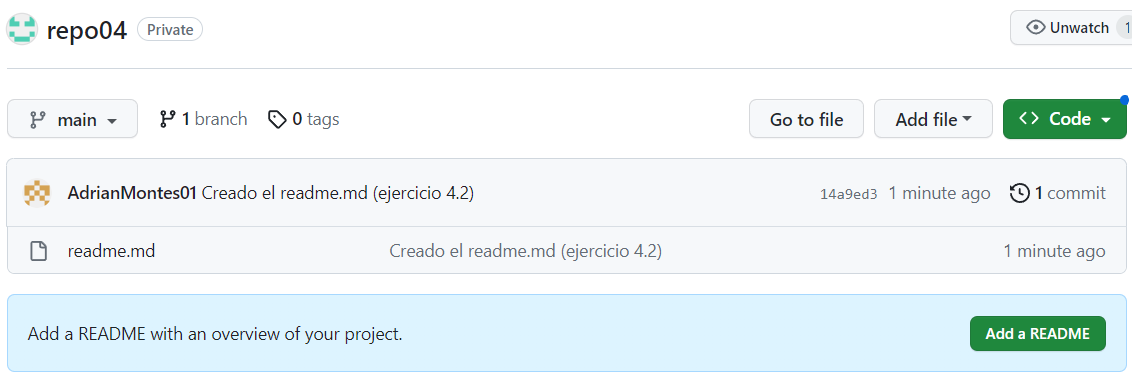 repo04 Private Unwatch 1
main 1 branch 0 tags Go to file Add file Code
AdrianMontes01 Creado el readme.md (ejercicio 4.2) 14a9ed3 1 minute ago 1 commit
readme.md Creado el readme.md (ejercicio 4.2) 1 minute ago
Add a README with an overview of your project. Add a README